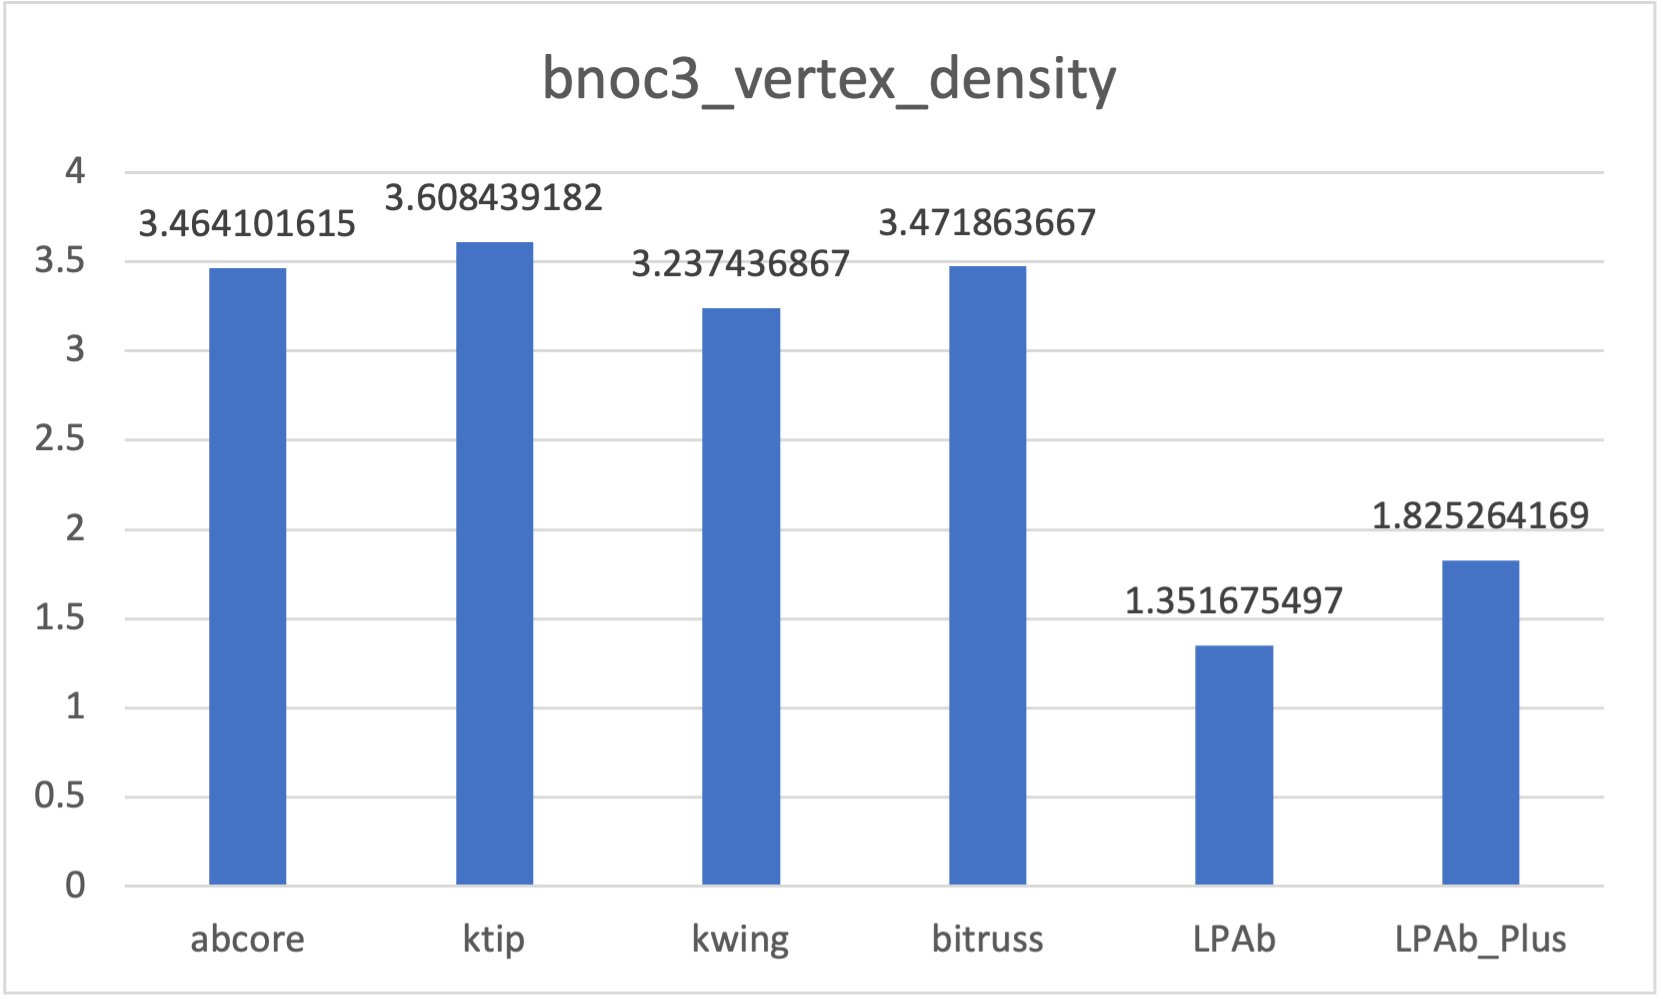 bnoc3_vertex_density
4
3.5
3
2.5
2
1.5
1
0.5
0
3.464101615
3.608439182
3.237436867
3.471863667
1.351675497
1.825264169
abcore
ktip
kwing
bitruss
LPAb
LPAb_Plus